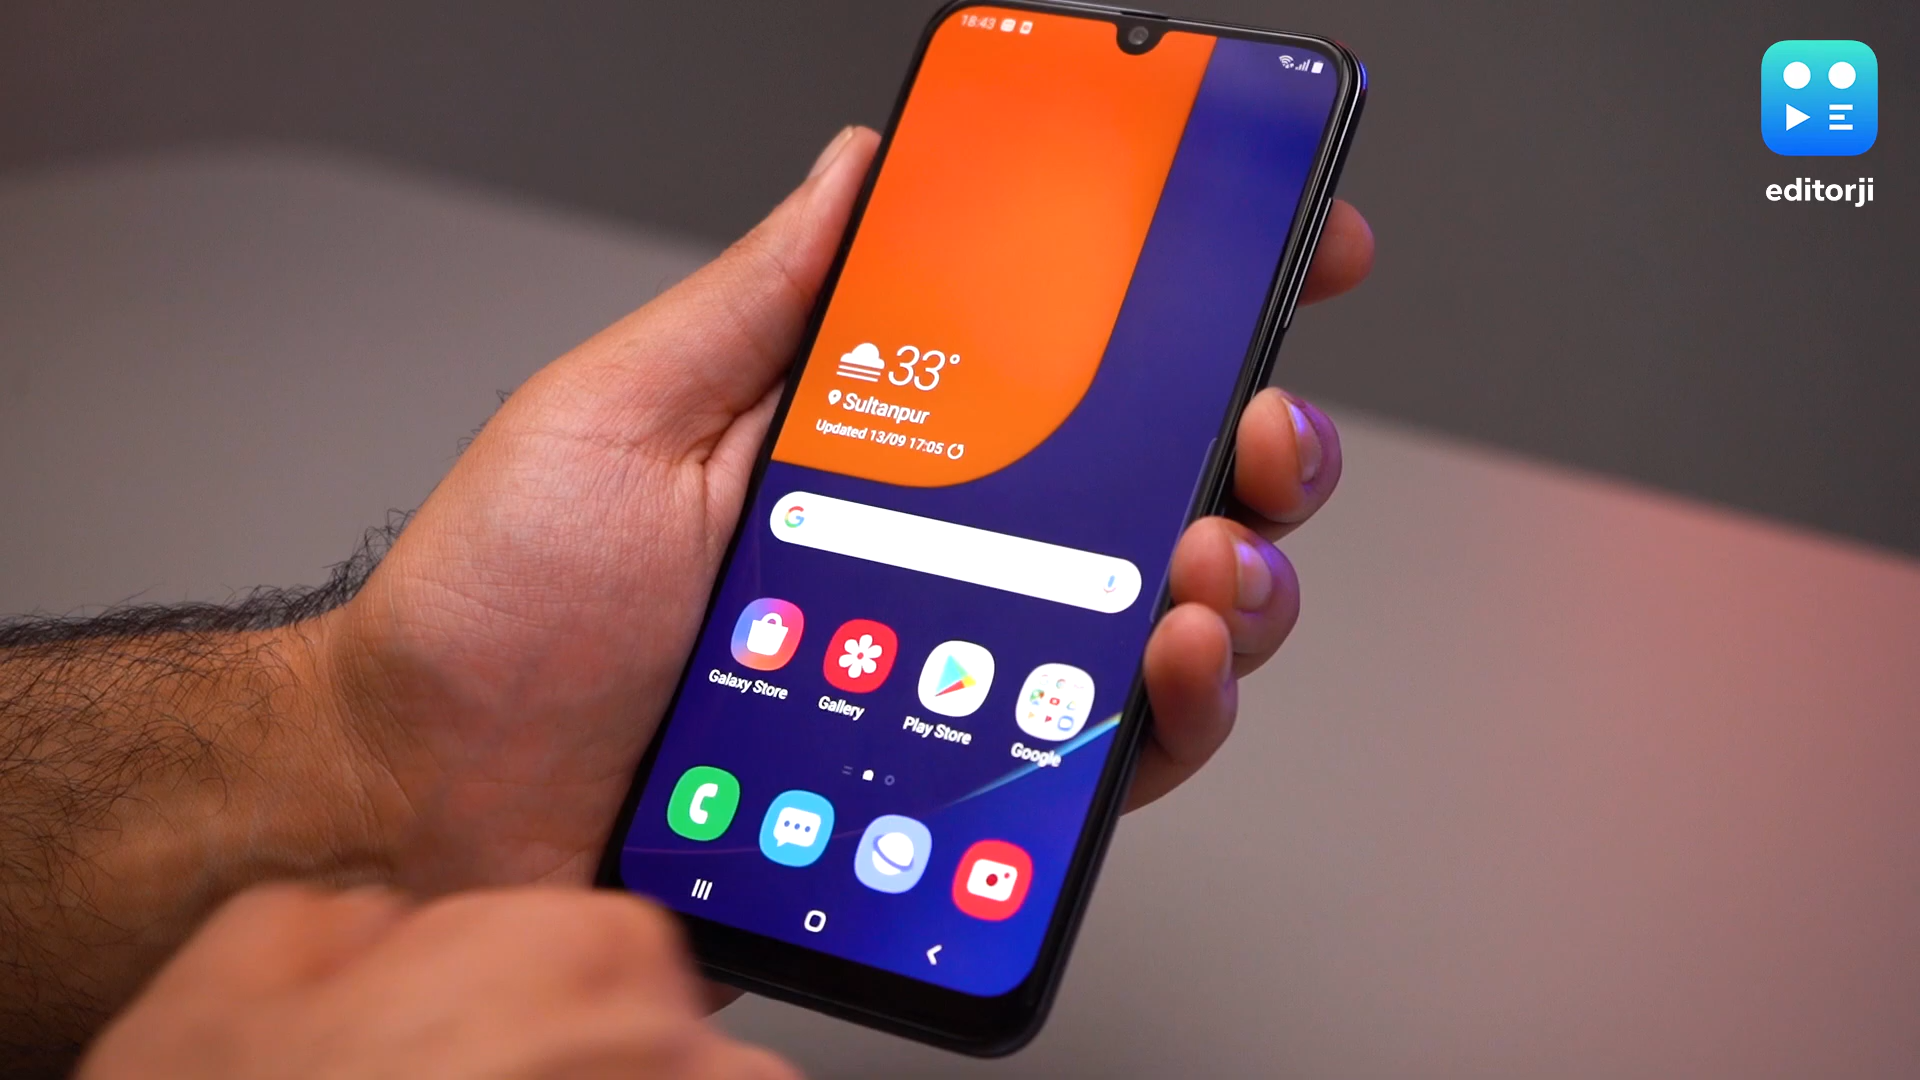 18:43
editorji
33°
Sultanpur
Updated 13/09 17:05
G
Galaxy Store
Gallery
Play Store
Google